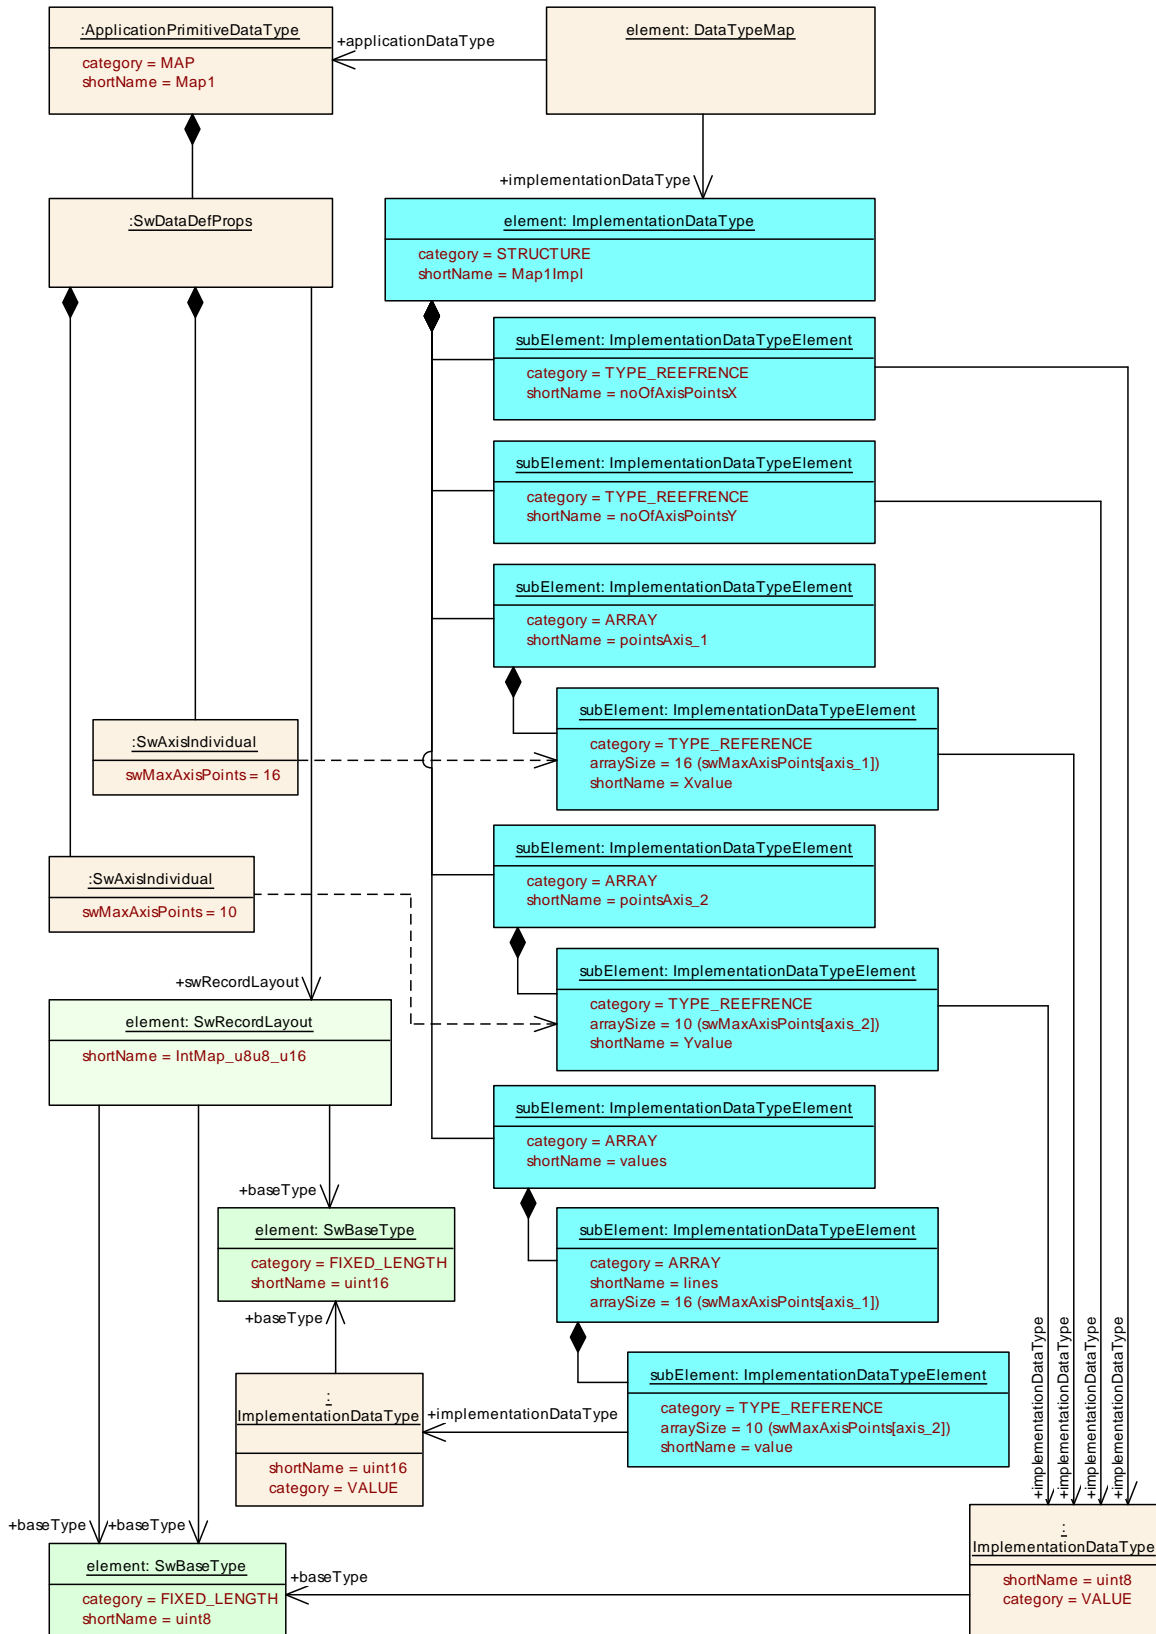 :ApplicationPrimitiveDataType
category = MAP
shortName = Map1
+applicationDataType
element: DataTypeMap
+implementationDataType
:SwDataDefProps
element: ImplementationDataType
category = STRUCTURE
shortName = Map1Impl
subElement: ImplementationDataTypeElement
category = TYPE_REEFRENCE
shortName = noOfAxisPointsX
subElement: ImplementationDataTypeElement
category = TYPE_REEFRENCE
shortName = noOfAxisPointsY
subElement: ImplementationDataTypeElement
category = ARRAY
shortName = pointsAxis_1
subElement: ImplementationDataTypeElement
category = TYPE_REFERENCE
arraySize = 16 (swMaxAxisPoints[axis_1])
shortName = Xvalue
:SwAxisIndividual
swMaxAxisPoints = 16
subElement: ImplementationDataTypeElement
category = ARRAY
shortName = pointsAxis_2
:SwAxisIndividual
swMaxAxisPoints = 10
subElement: ImplementationDataTypeElement
category = TYPE_REEFRENCE
arraySize = 10 (swMaxAxisPoints[axis_2])
shortName = Yvalue
+swRecordLayout
element: SwRecordLayout
shortName = IntMap_u8u8_u16
subElement: ImplementationDataTypeElement
category = ARRAY
shortName = values
+baseType
element: SwBaseType
category = FIXED_LENGTH
shortName = uint16
+baseType
subElement: ImplementationDataTypeElement
category = ARRAY
shortName = lines
arraySize = 16 (swMaxAxisPoints[axis_1])
subElement: ImplementationDataTypeElement
category = TYPE_REFERENCE
arraySize = 10 (swMaxAxisPoints[axis_2])
shortName = value
+implementationDataType
:
ImplementationDataType
shortName = uint16
category = VALUE
+implementationDataType
+implementationDataType
+implementationDataType
+implementationDataType
+baseType
+baseType
element: SwBaseType
category = FIXED_LENGTH
shortName = uint8
+baseType
:
ImplementationDataType
shortName = uint8
category = VALUE